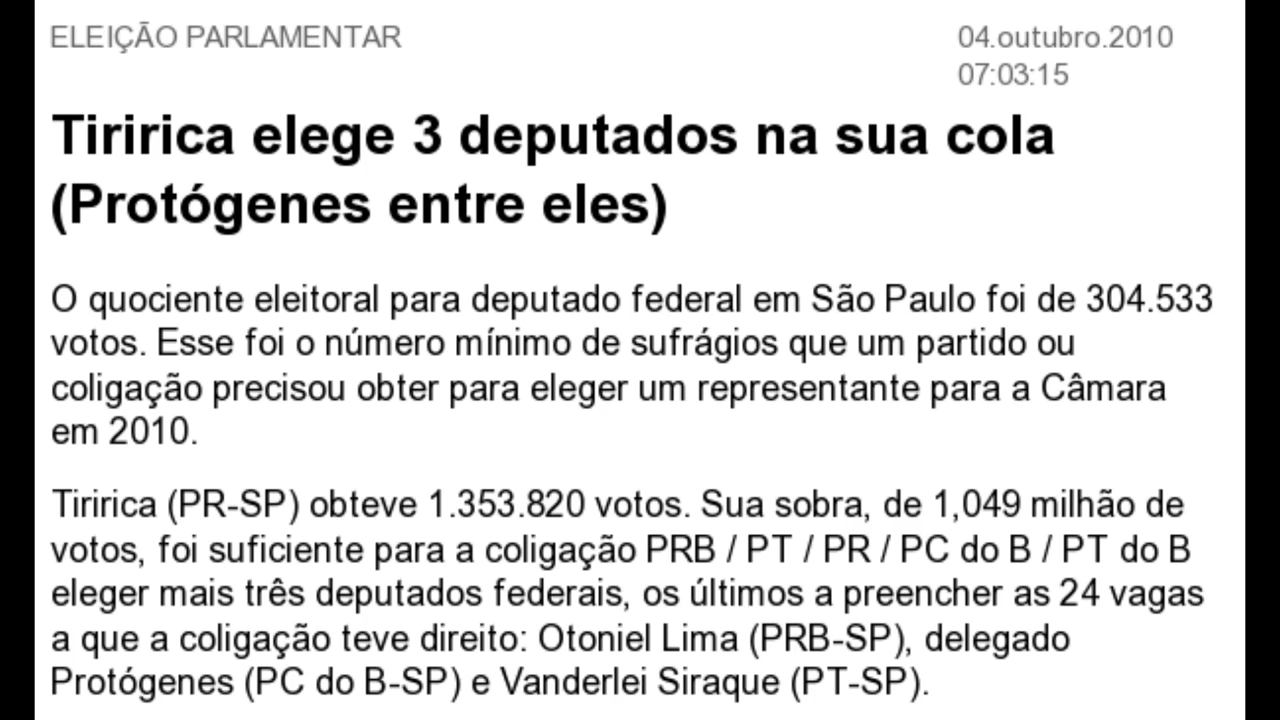 ELEIÇÃO PARLAMENTAR
04.outubro.2010
07:03:15
Tiririca elege 3 deputados na sua cola
(Protógenes entre eles)
O quociente eleitoral para deputado federal em São Paulo foi de 304.533
votos. Esse foi o número mínimo de sufrágios que um partido ou
coligação precisou obter para eleger um representante para a Câmara
em 2010.
Tiririca (PR-SP) obteve 1.353.820 votos. Sua sobra, de 1,049 milhão de
votos, foi suficiente para a coligação PRB / PT / PR / PC do B / PT do B
eleger mais três deputados federais, os últimos a preencher as 24 vagas
a que a coligação teve direito: Otoniel Lima (PRB-SP), delegado
Protógenes (PC do B-SP) e Vanderlei Siraque (PT-SP).